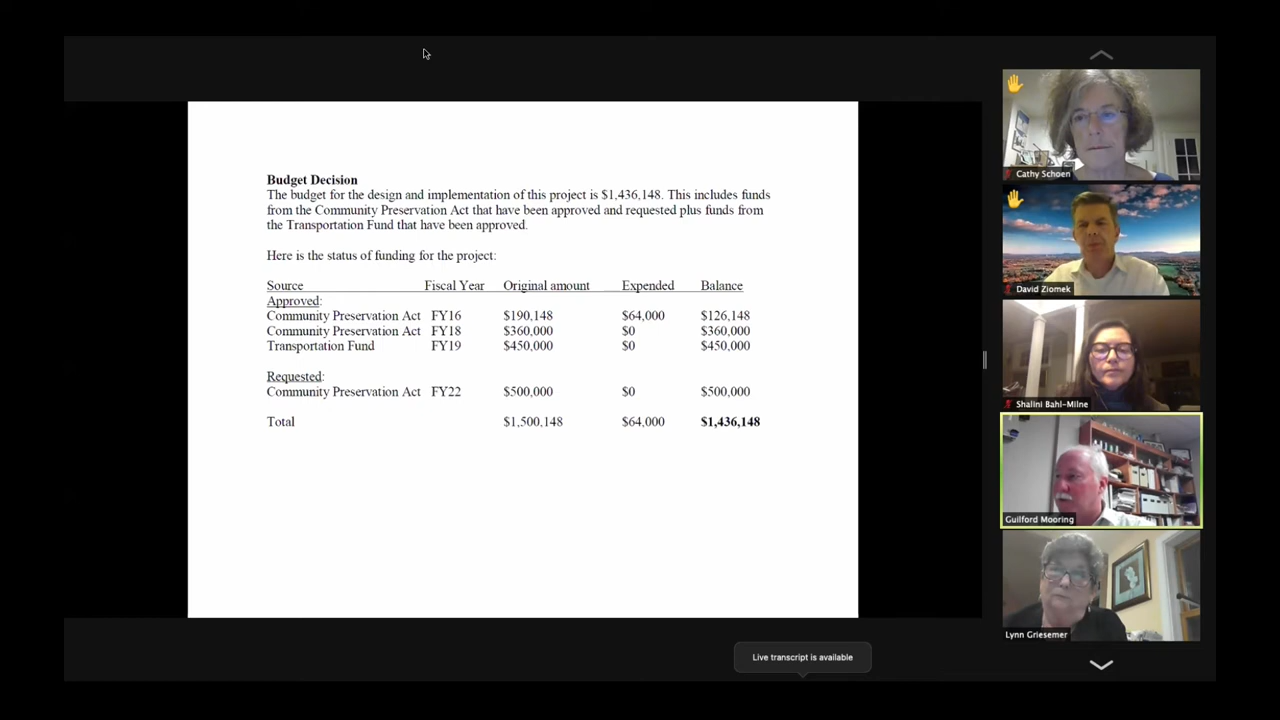 Budget Decision
The budget for the design and implementation of this project is $1,436,148. This includes funds
from the Community Preservation Act that have been approved and requested plus funds from
the Transportation Fund that have been approved.
Here is the status of funding for the project:
Source Fiscal Year Original amount Expended Balance
Approved:
Community Preservation Act FY16 $190,148 $64,000 $126,148
Community Preservation Act FY18 $360,000 $0 $360,000
Transportation Fund FY19 $450,000 $0 $450,000
Requested:
Community Preservation Act FY22 $500,000 $0 $500,000
Total $1,500,148 $64,000 $1,436,148
Cathy Schoen
David Ziomek
Shalini Bahl-Milne
Guilford Mooring
Lynn Griesemer
Live transcript is available